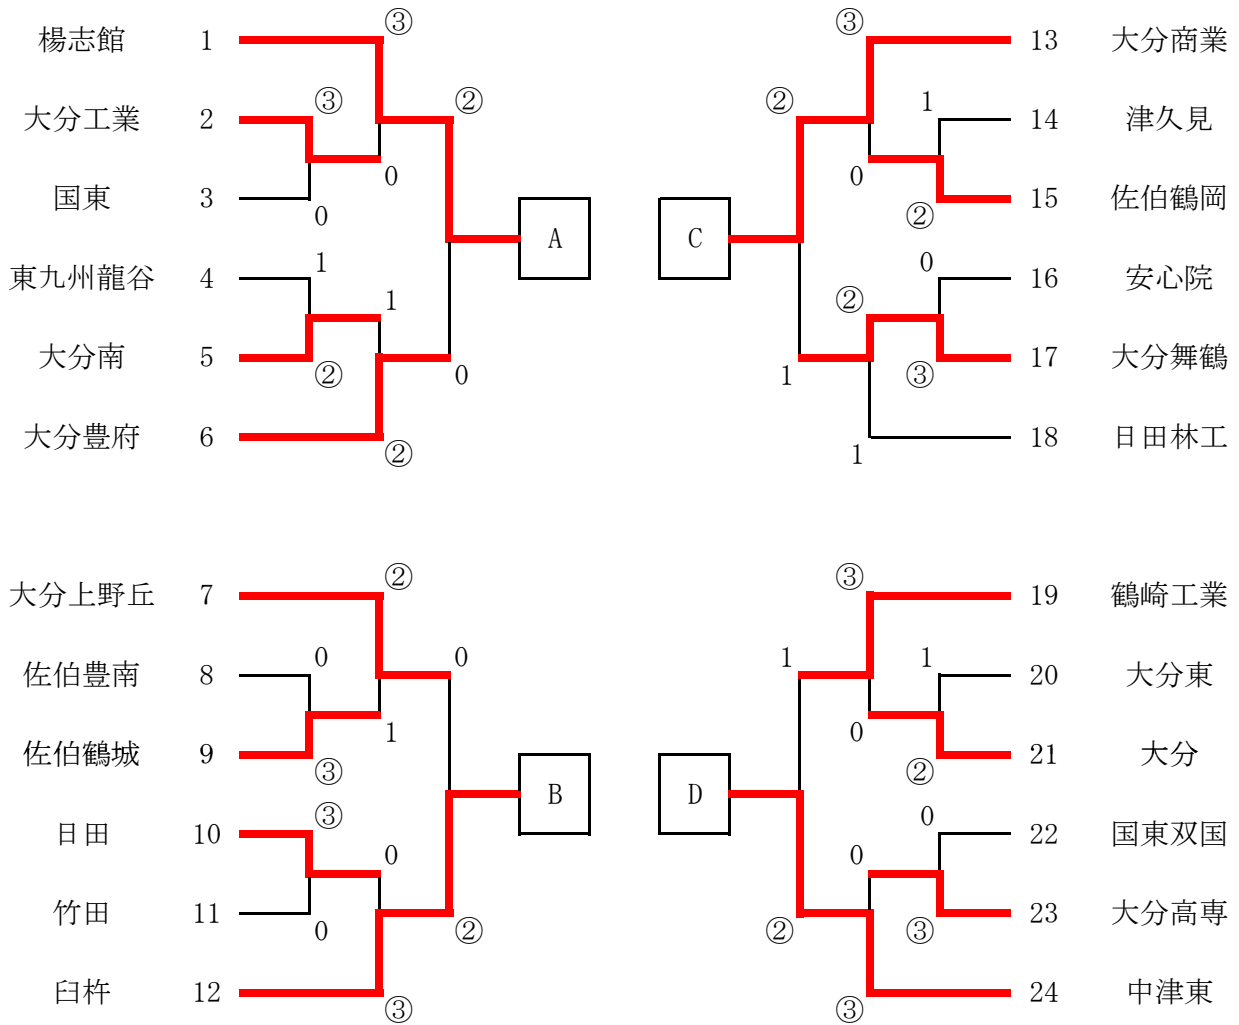 ③ ③
楊志館 1 13 大分商業
③ ② ② 1
大分工業 2 14 津久見
0 0
国東 3 15 佐伯鶴岡
0 ②
A C
1 0
東九州龍谷 4 16 安心院
1 ②
大分南 5 17 大分舞鶴
② 0 1 ③
大分豊府 6 18 日田林工
② 1
② ③
大分上野丘 7 19 鶴崎工業
0 0 1 1
佐伯豊南 8 20 大分東
1 0
佐伯鶴城 9 21 大分
③ ②
B D
③ 0
日田 10 22 国東双国
0 0
竹田 11 23 大分高専
0 ② ② ③
臼杵 12 24 中津東
③ ③